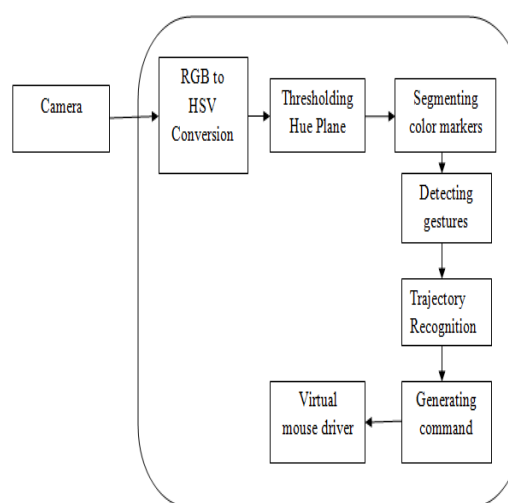 Camera
RGB to
HSV
Conversion
Thresholding
Hue Plane
Segmenting
color markers
Detecting
gestures
Trajectory
Recognition
Generating
command
Virtual
mouse driver